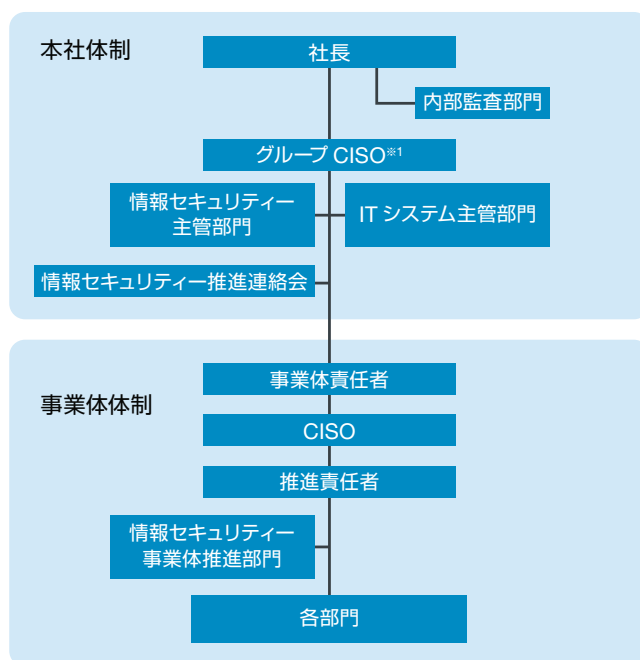 本社体制
社長
内部監査部門
グループ CISO※1
情報セキュリティー
主管部門
IT システム主管部門
情報セキュリティー推進連絡会
事業体体制
事業体責任者
CISO
推進責任者
情報セキュリティー
事業体推進部門
各部門